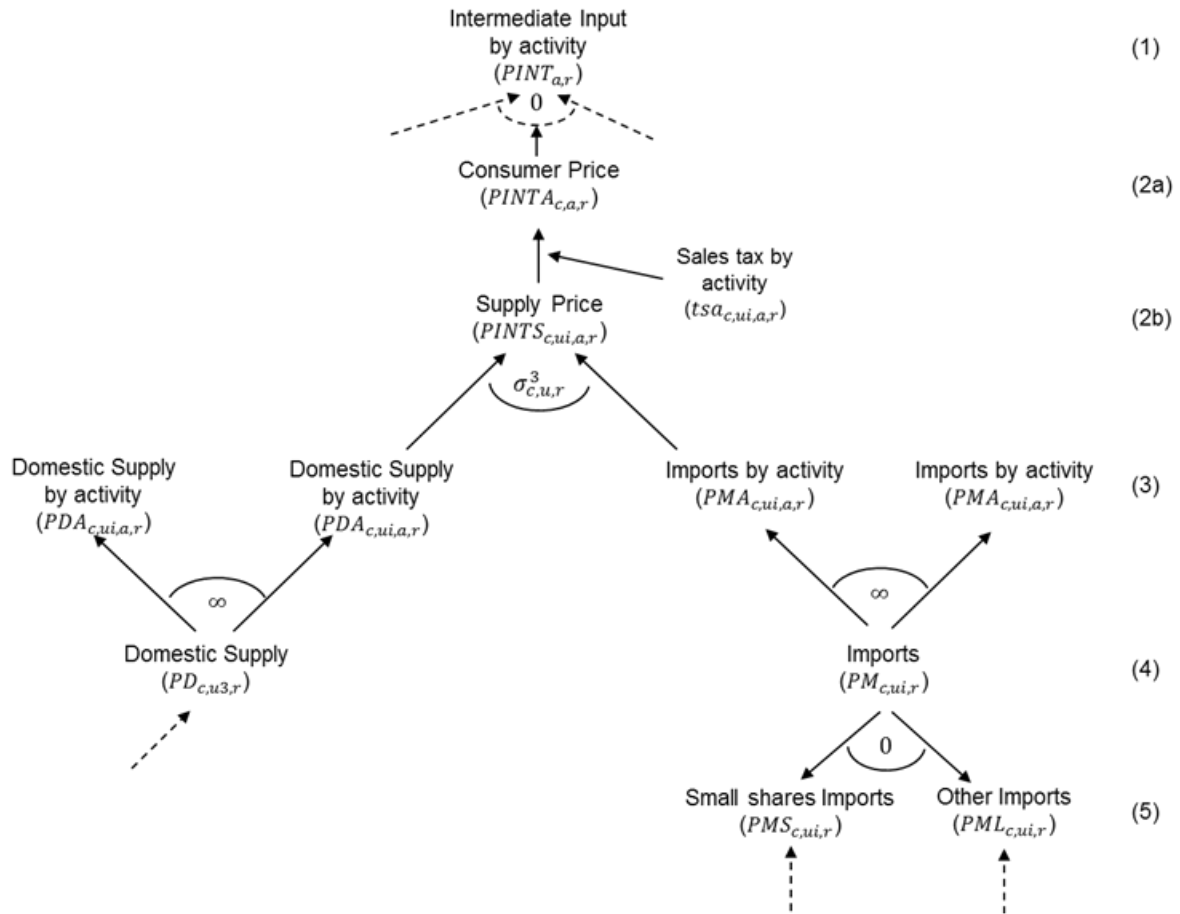 Intermediate Input
by activity
(PINT_{a,r})
(1)
0
Consumer Price
(PINTA_{c,a,r})
(2a)
Sales tax by
activity
(tsa_{c,ui,a,r})
Supply Price
(PINTS_{c,ui,a,r})
(2b)
σ^3_{c,u,r}
Domestic Supply
by activity
(PDA_{c,ui,a,r})
Domestic Supply
by activity
(PDA_{c,ui,a,r})
Imports by activity
(PMA_{c,ui,a,r})
Imports by activity
(PMA_{c,ui,a,r})
(3)
∞
∞
Domestic Supply
(PD_{c,u3,r})
Imports
(PM_{c,ui,r})
(4)
0
Small shares Imports
(PMS_{c,ui,r})
Other Imports
(PML_{c,ui,r})
(5)